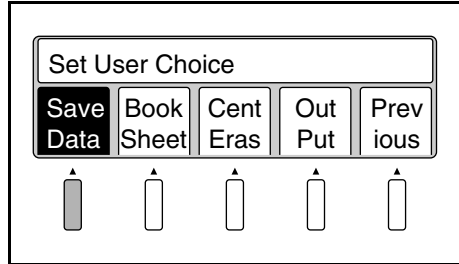 Set User Choice
Save Book Cent Out Prev
Data Sheet Eras Put ious